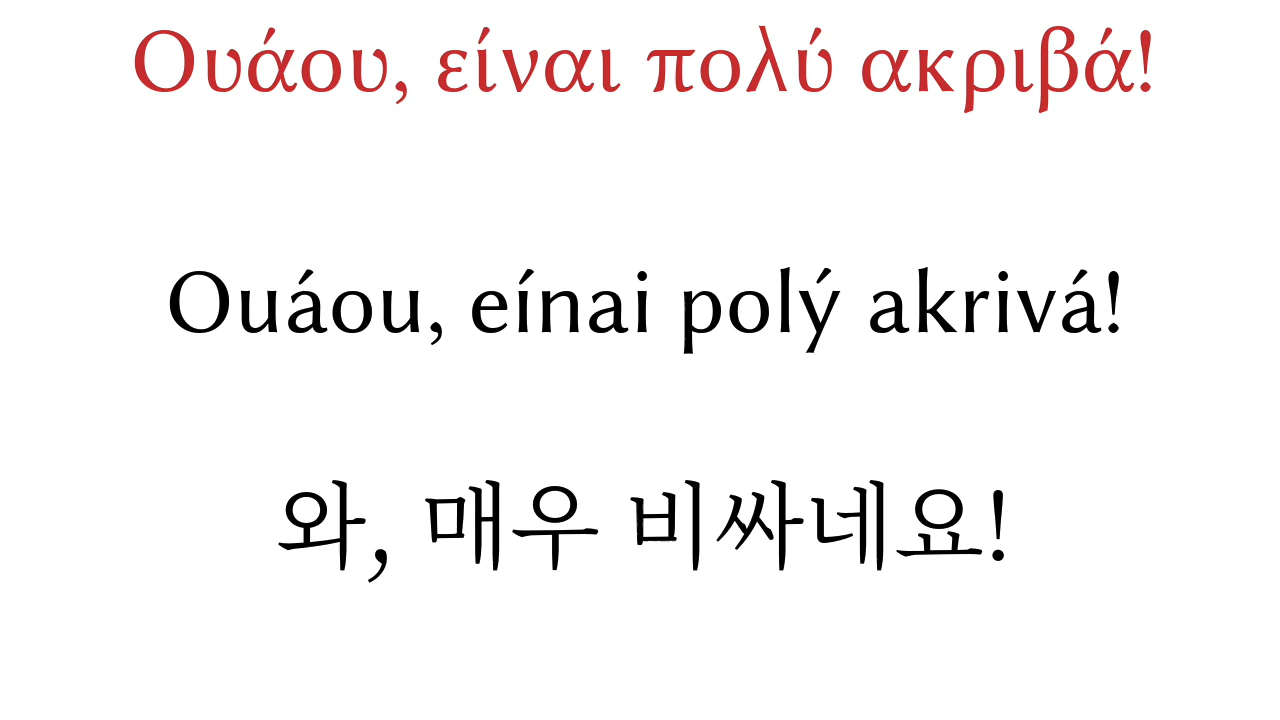 Ουάου, είναι πολύ ακριβά!
Ouáou, eínai polý akrivá!
와, 매우 비싸네요!